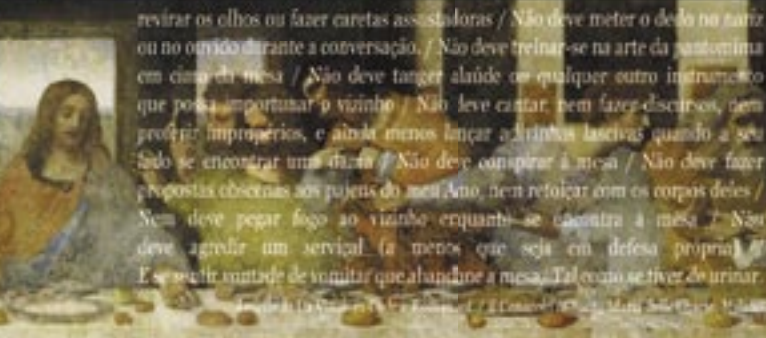 revirar os olhos ou fazer caretas assustadoras / Não deve meter o dedo no nariz
ou no ouvido durante a conversação. / Não deve treinar-se na arte da pantomima
em cima da mesa / Não deve tanger alaúde ou qualquer outro instrumento
que possa importunar o vizinho / Não deve cantar, nem fazer discursos, nem
proferir impropérios, e ainda menos lançar adivinhas lascivas quando a seu
lado se encontrar uma dama / Não deve conspirar à mesa / Não deve fazer
propostas obscenas aos pajens do meu Amo, nem refoigar com os corpos deles /
Nem deve pegar fogo ao vizinho enquanto se encontra à mesa / Não
deve agredir um serviçal (a menos que seja em defesa própria) //
E se sentir vontade de vomitar que abandone a mesa / Tal como se tiver de urinar.